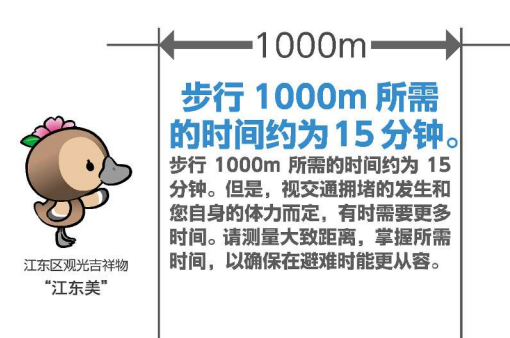 1000m
步行 1000m 所需
的时间约为 15 分钟。
步行 1000m 所需的时间约为 15
分钟。但是，视交通拥堵的发生和
您自身的体力而定，有时需要更多
时间。请测量大致距离，掌握所需
时间，以确保在避难时能更从容。
江东区观光吉祥物
“江东美”